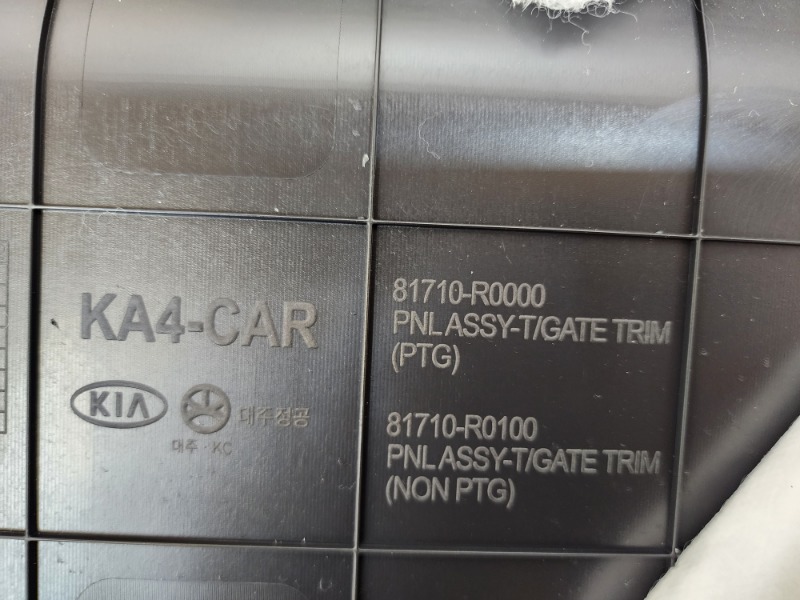 KA4-CAR
KIA
대주정공
대주 · KC
81710-R0000
PNL ASSY-T/GATE TRIM
(PTG)
81710-R0100
PNL ASSY-T/GATE TRIM
(NON PTG)